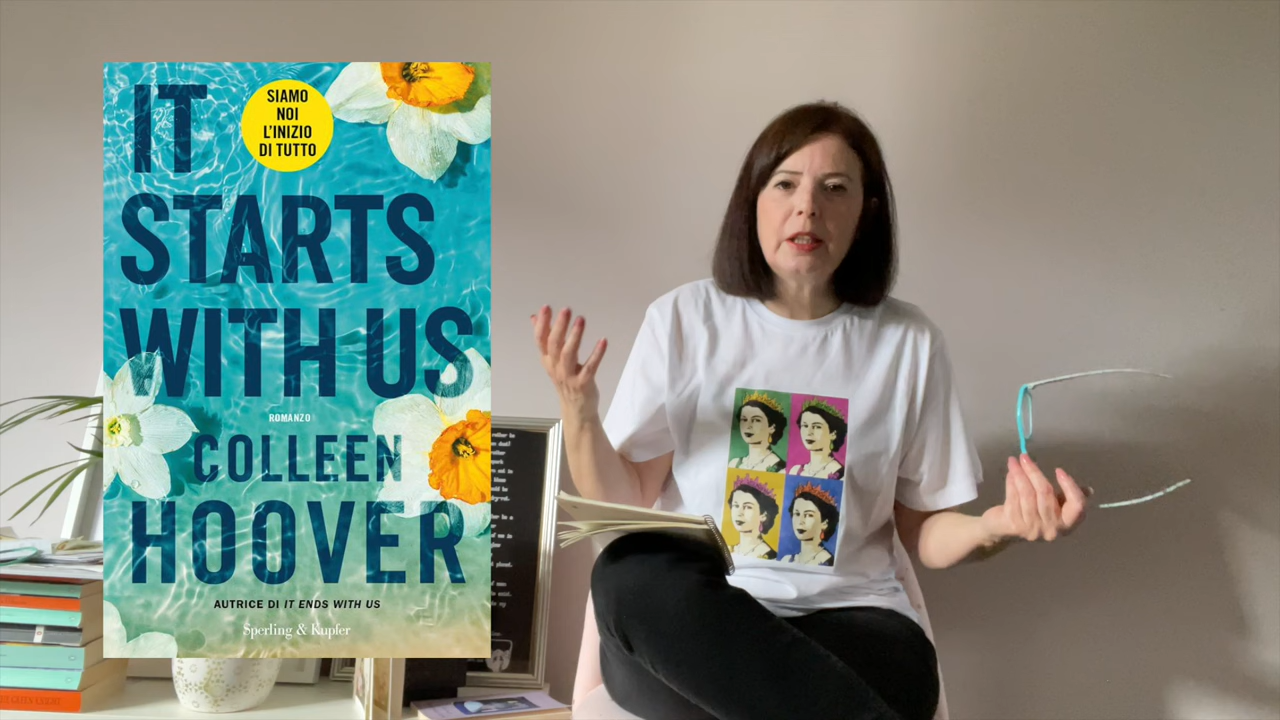 IT
SIAMO
NOI
L'INIZIO
DI TUTTO
STARTS
WITH US
ROMANZO
COLLEEN
HOOVER
AUTRICE DI IT ENDS WITH US
Sperling & Kupfer